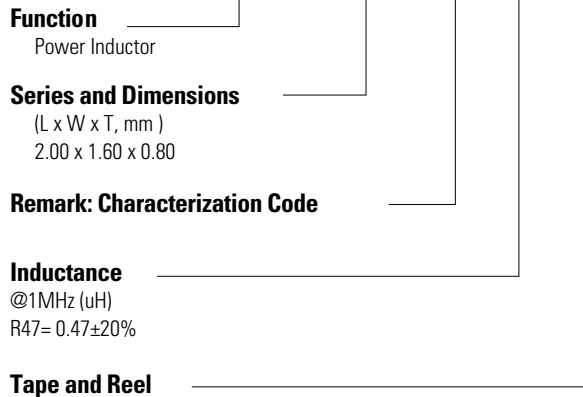 Function
Power Inductor
Series and Dimensions
(L x W x T, mm )
2.00 x 1.60 x 0.80
Remark: Characterization Code
Inductance
@1MHz (uH)
R47= 0.47±20%
Tape and Reel